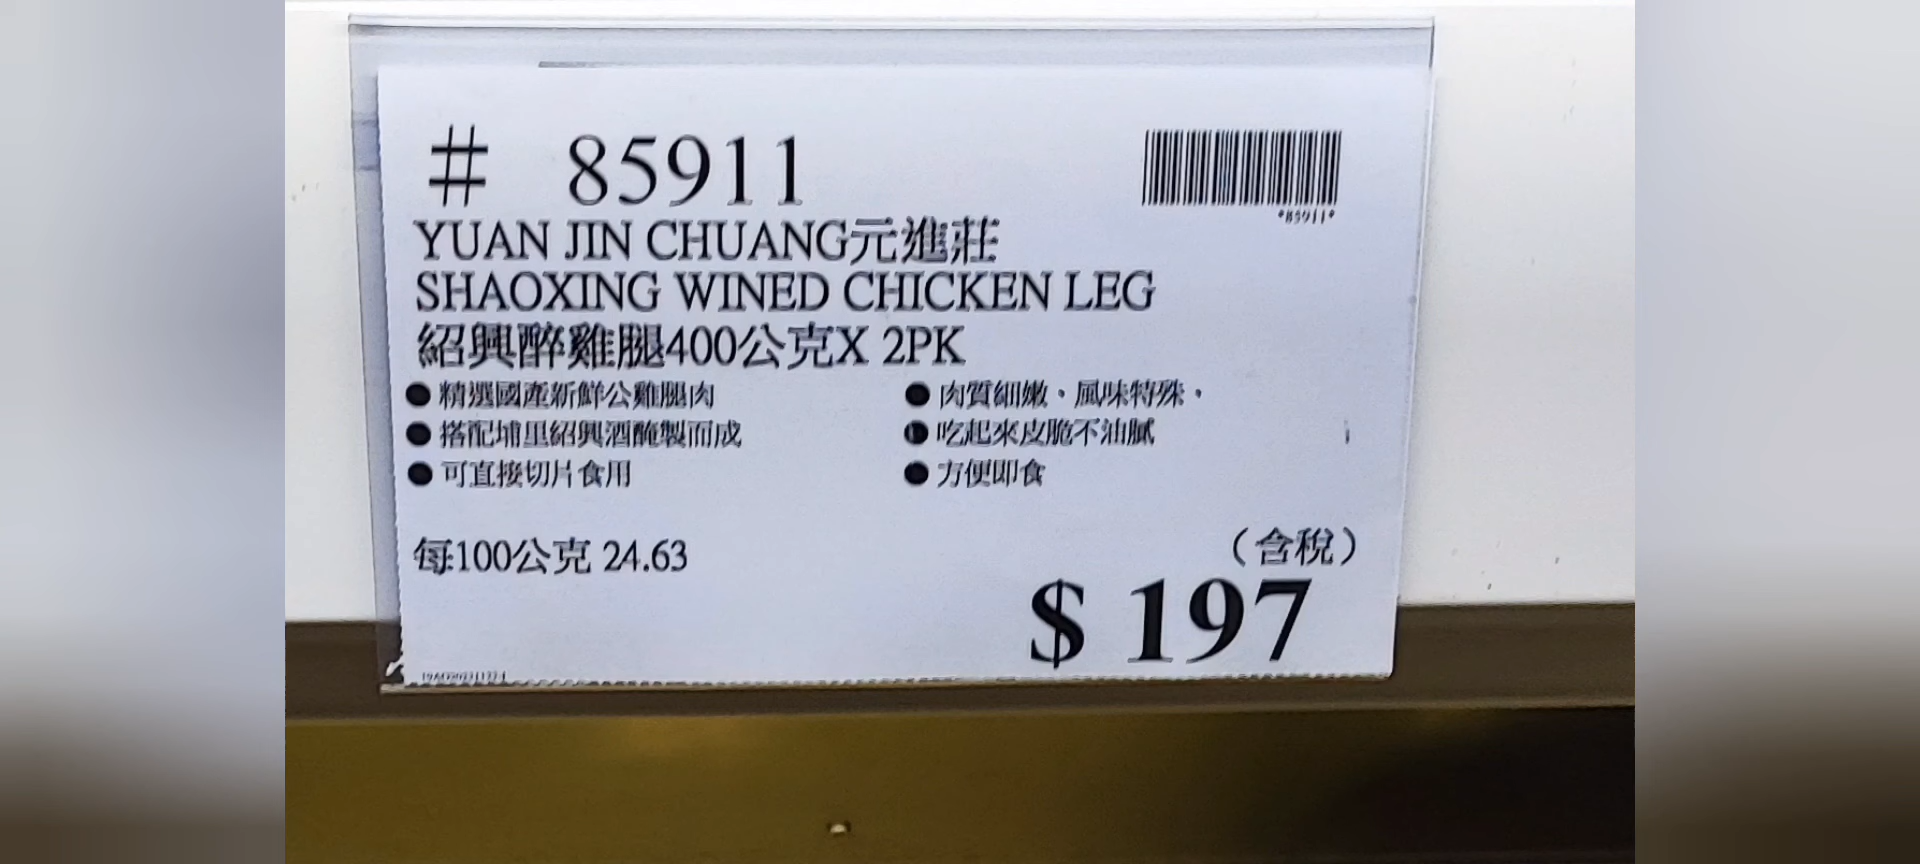 # 85911
*85911*
YUAN JIN CHUANG元進莊
SHAOXING WINED CHICKEN LEG
紹興醉雞腿400公克X 2PK
● 精選國產新鮮公雞腿肉
● 搭配埔里紹興酒醃製而成
● 可直接切片食用
● 肉質細嫩、風味特殊，
● 吃起來皮脆不油膩
● 方便即食
每100公克 24.63
（含稅）
$ 197